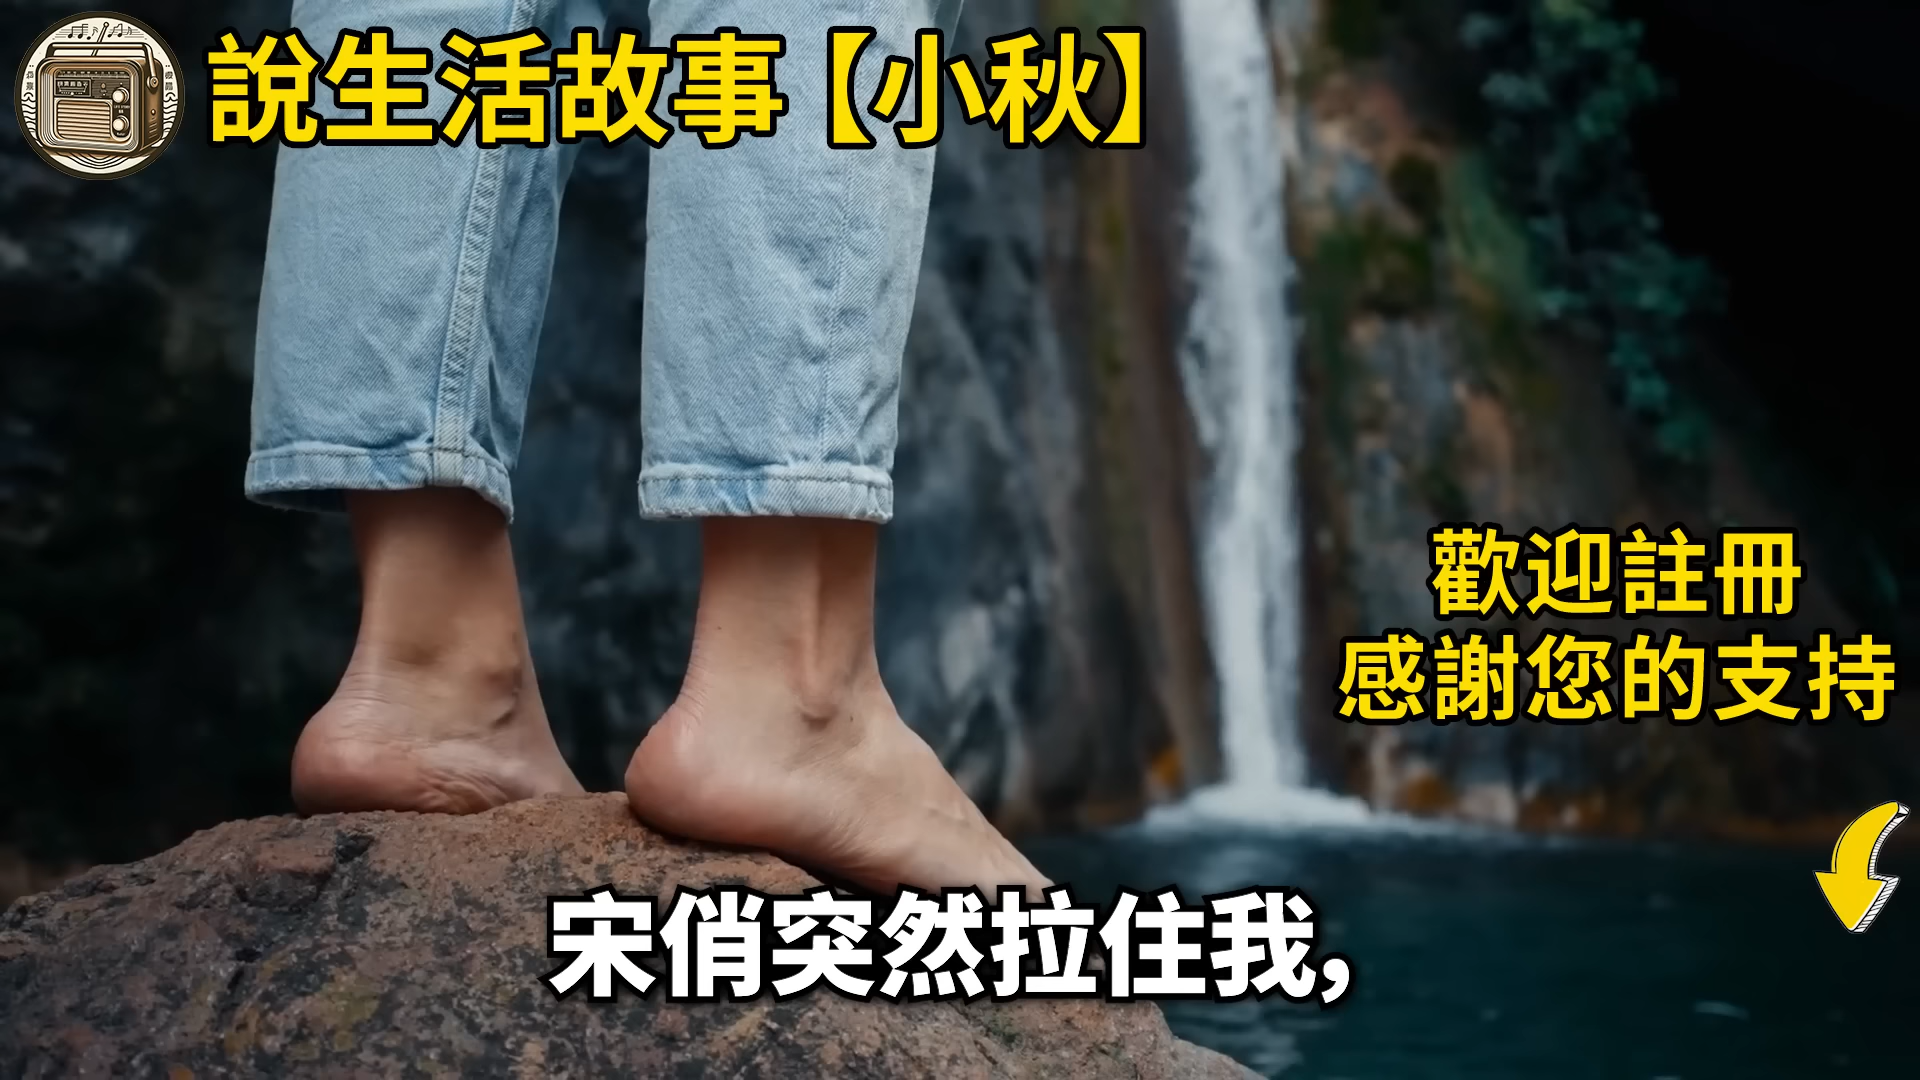 說生活故事【小秋】
歡迎註冊
感謝您的支持
宋俏突然拉住我,